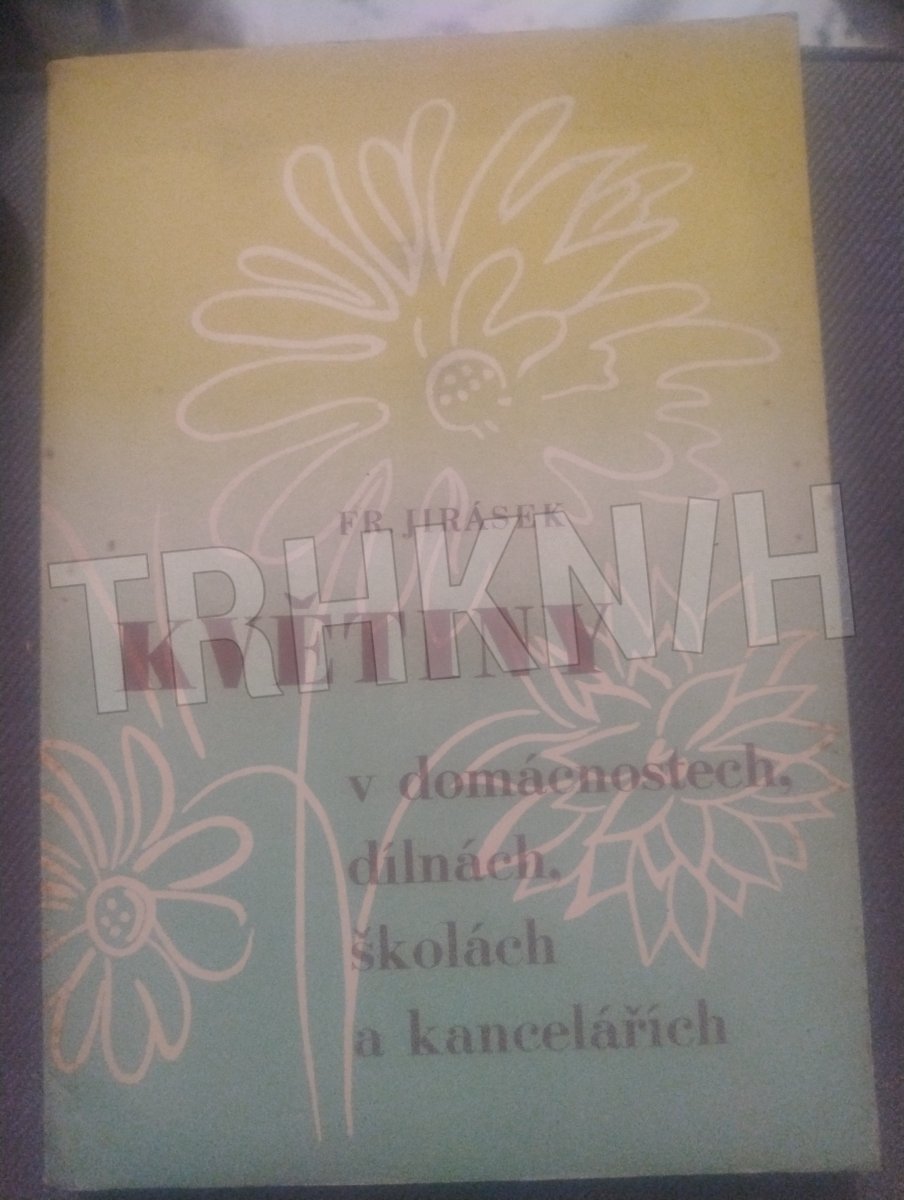 FR. JIRÁSEK
TRHKNIH
KVĚTINY
v domácnostech,
dílnách,
školách
a kancelářích